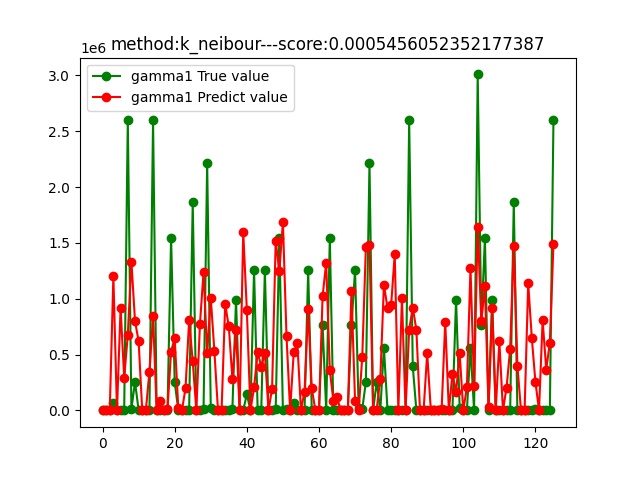 method:k_neibour---score:0.0005456052352177387
1e6
gamma1 True value
gamma1 Predict value
3.0
2.5
2.0
1.5
1.0
0.5
0.0
0 20 40 60 80 100 120